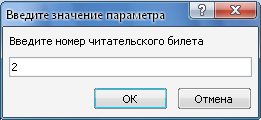 Введите значение параметра
Введите номер читательского билета
2
ОК
Отмена